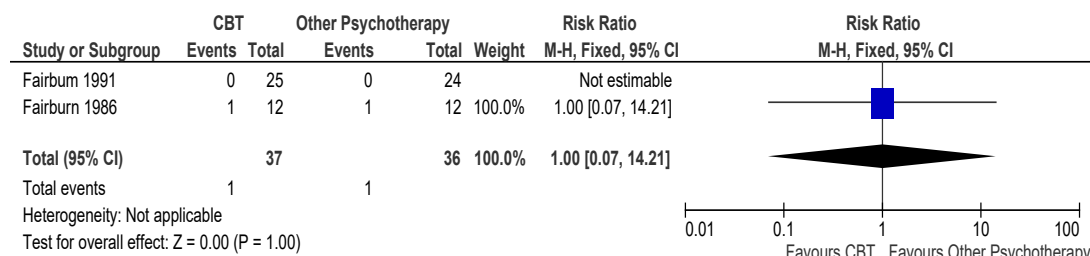 CBT Other Psychotherapy Risk Ratio Risk Ratio
Study or Subgroup Events Total Events Total Weight M-H, Fixed, 95% CI M-H, Fixed, 95% CI
Fairburn 1991 0 25 0 24 Not estimable
Fairburn 1986 1 12 1 12 100.0% 1.00 [0.07, 14.21]
Total (95% CI) 37 36 100.0% 1.00 [0.07, 14.21]
Total events 1 1
Heterogeneity: Not applicable
Test for overall effect: Z = 0.00 (P = 1.00)
0.01 0.1 1 10 100
Favours CBT Favours Other Psychotherapy